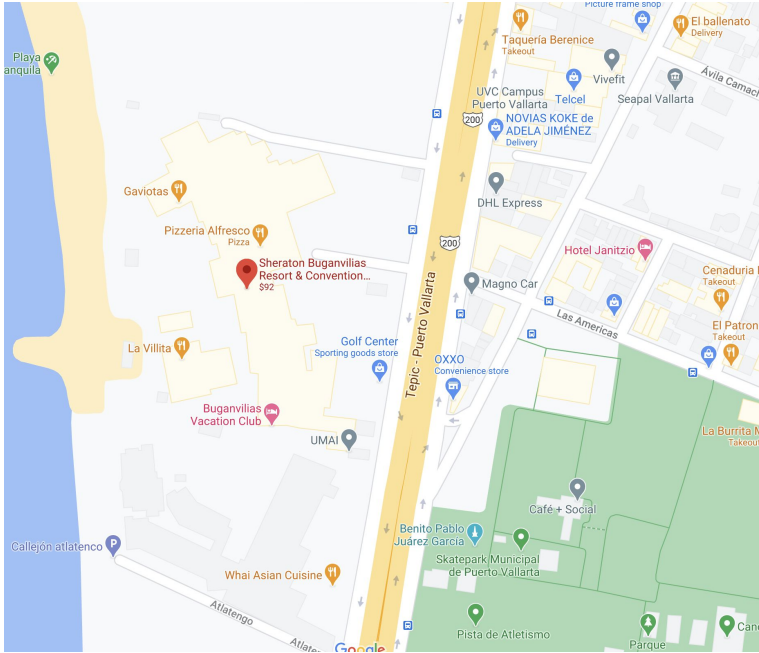 Picture frame shop
El ballenato
Delivery
Taquería Berenice
Takeout
Playa
anquila
Vivefit
Ávila Camach
Telcel
Seapal Vallarta
UVC Campus
Puerto Vallarta
200
NOVIAS KOKE de
ADELA JIMÉNEZ
Delivery
Gaviotas
DHL Express
Pizzeria Alfresco
Pizza
200
Hotel Janitzio
Sheraton Buganvilias
Resort & Convention...
$92
Magno Car
Cenaduria
Takeout
Tepic - Puerto Vallarta
Las Americas
El Patron
Takeout
La Villita
Golf Center
Sporting goods store
OXXO
Convenience store
Buganvilias
Vacation Club
UMAI
La Burrita M
Takeout
Café + Social
Benito Pablo
Juárez García
Callejón atlatenco
P
Skatepark Municipal
de Puerto Vallarta
Whai Asian Cuisine
Atlatengo
Pista de Atletismo
Canc
Atlater
Parque
Google